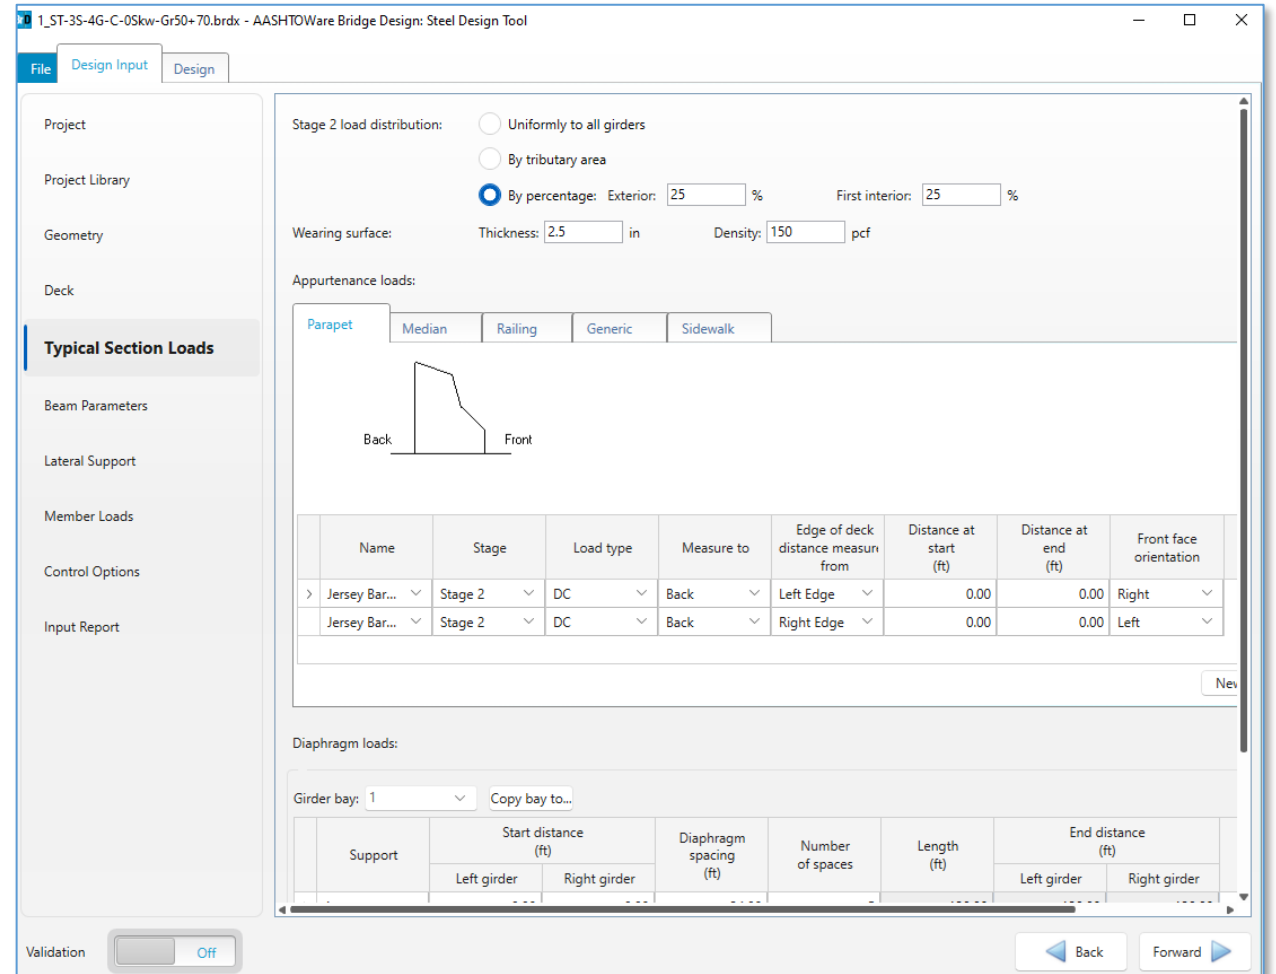 1_ST-3S-4G-C-0Skw-Gr50+70.brdx - AASHTOWare Bridge Design: Steel Design Tool
File Design Input Design
Project
Project Library
Geometry
Deck
Typical Section Loads
Beam Parameters
Lateral Support
Member Loads
Control Options
Input Report
Stage 2 load distribution: Uniformly to all girders
By tributary area
By percentage: Exterior: 25 % First interior: 25 %
Wearing surface: Thickness: 2.5 in Density: 150 pcf
Appurtenance loads:
Parapet Median Railing Generic Sidewalk
Back Front
Name Stage Load type Measure to Edge of deck distance measure from Distance at start (ft) Distance at end (ft) Front face orientation
Jersey Bar... Stage 2 DC Back Left Edge 0.00 0.00 Right
Jersey Bar... Stage 2 DC Back Right Edge 0.00 0.00 Left
New
Diaphragm loads:
Girder bay: 1 Copy bay to...
Support Start distance (ft) Diaphragm spacing (ft) Number of spaces Length (ft) End distance (ft)
Left girder Right girder Left girder Right girder
Validation Off Back Forward